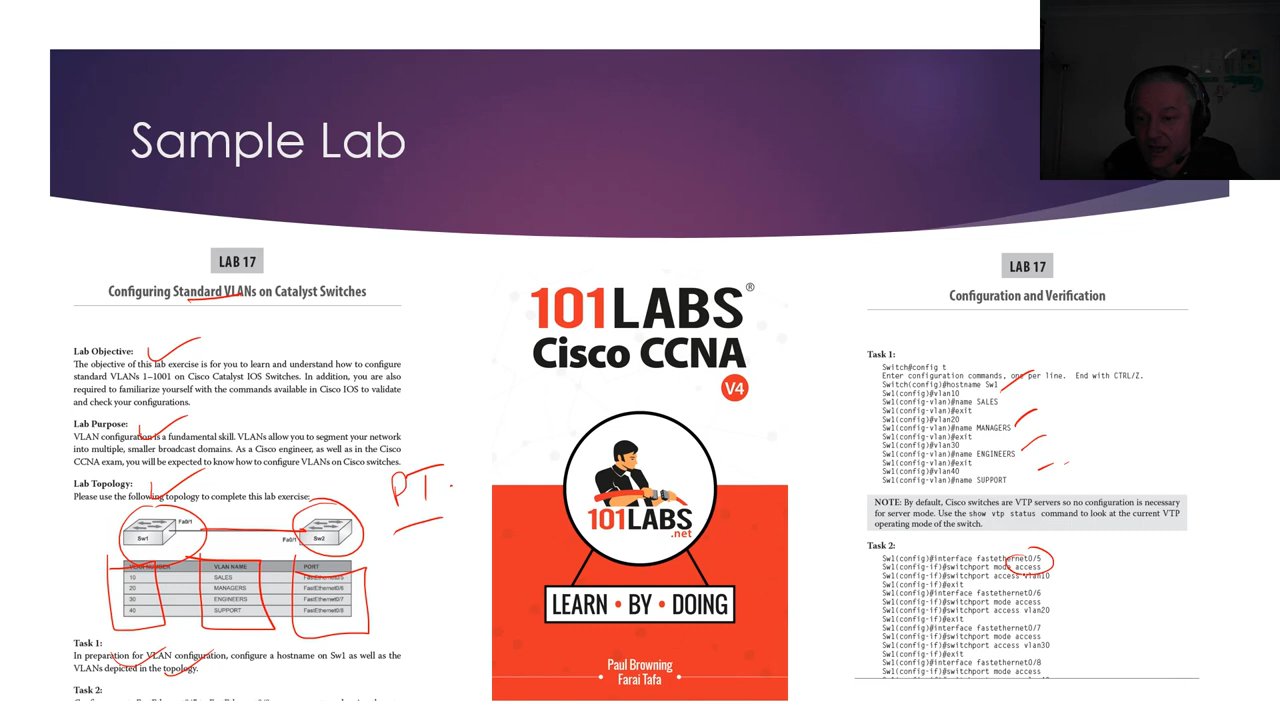 Sample Lab
LAB 17
Configuring Standard VLANs on Catalyst Switches
Lab Objective:
The objective of this lab exercise is for you to learn and understand how to configure
standard VLANs 1–1001 on Cisco Catalyst IOS Switches. In addition, you are also
required to familiarize yourself with the commands available in Cisco IOS to validate
and check your configurations.
Lab Purpose:
VLAN configuration is a fundamental skill. VLANs allow you to segment your network
into multiple, smaller broadcast domains. As a Cisco engineer, as well as in the Cisco
CCNA exam, you will be expected to know how to configure VLANs on Cisco switches.
Lab Topology:
Please use the following topology to complete this lab exercise:
PT.
Fa0/1
Sw1
Fa0/1
Sw2
VLAN NUMBER VLAN NAME PORT
10 SALES FastEthernet0/5
20 MANAGERS FastEthernet0/6
30 ENGINEERS FastEthernet0/7
40 SUPPORT FastEthernet0/8
Task 1:
In preparation for VLAN configuration, configure a hostname on Sw1 as well as the
VLANs depicted in the topology.
Task 2:
101 LABS®
Cisco CCNA
V4
101LABS
.net
LEARN • BY • DOING
Paul Browning
Farai Tafa
LAB 17
Configuration and Verification
Task 1:
Switch#config t
Enter configuration commands, one per line. End with CTRL/Z.
Switch(config)#hostname Sw1
Sw1(config)#vlan10
Sw1(config-vlan)#name SALES
Sw1(config-vlan)#exit
Sw1(config)#vlan20
Sw1(config-vlan)#name MANAGERS
Sw1(config-vlan)#exit
Sw1(config)#vlan30
Sw1(config-vlan)#name ENGINEERS
Sw1(config-vlan)#exit
Sw1(config)#vlan40
Sw1(config-vlan)#name SUPPORT
NOTE: By default, Cisco switches are VTP servers so no configuration is necessary
for server mode. Use the show vtp status command to look at the current VTP
operating mode of the switch.
Task 2:
Sw1(config)#interface fastethernet0/5
Sw1(config-if)#switchport mode access
Sw1(config-if)#switchport access vlan10
Sw1(config-if)#exit
Sw1(config)#interface fastethernet0/6
Sw1(config-if)#switchport mode access
Sw1(config-if)#switchport access vlan20
Sw1(config-if)#exit
Sw1(config)#interface fastethernet0/7
Sw1(config-if)#switchport mode access
Sw1(config-if)#switchport access vlan30
Sw1(config-if)#exit
Sw1(config)#interface fastethernet0/8
Sw1(config-if)#switchport mode access